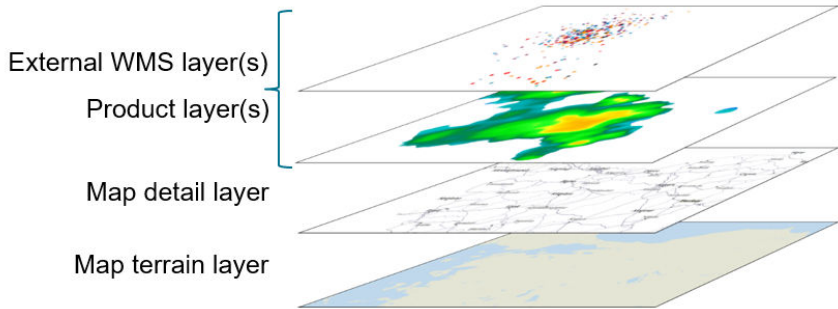 External WMS layer(s)
Product layer(s)
Map detail layer
Map terrain layer